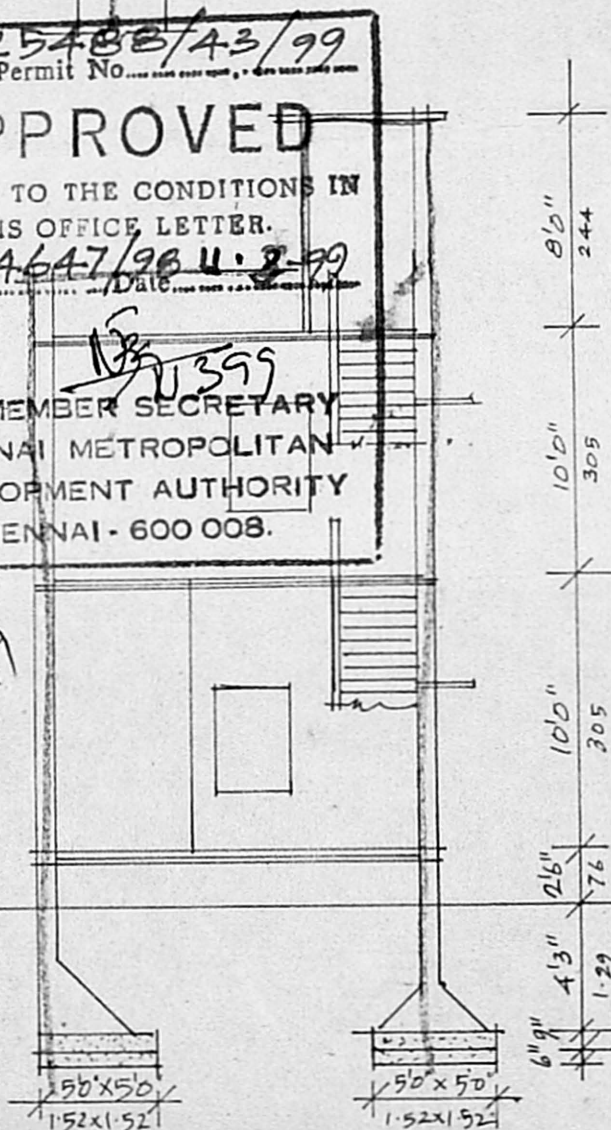 25488/43/99
Permit No.
PPROVED
TO THE CONDITIONS IN
IS OFFICE LETTER.
4647/98 11·3·99
Date
11399
MEMBER SECRETARY
NAI METROPOLITAN
OPMENT AUTHORITY
ENNAI - 600 008.
8'0"
244
10'0"
305
10'0"
305
2'6"
76
4'3"
1·29
9"
6"
5'0"x5'0
1·52x1·52
5'0"x5'0"
1·52x1·52